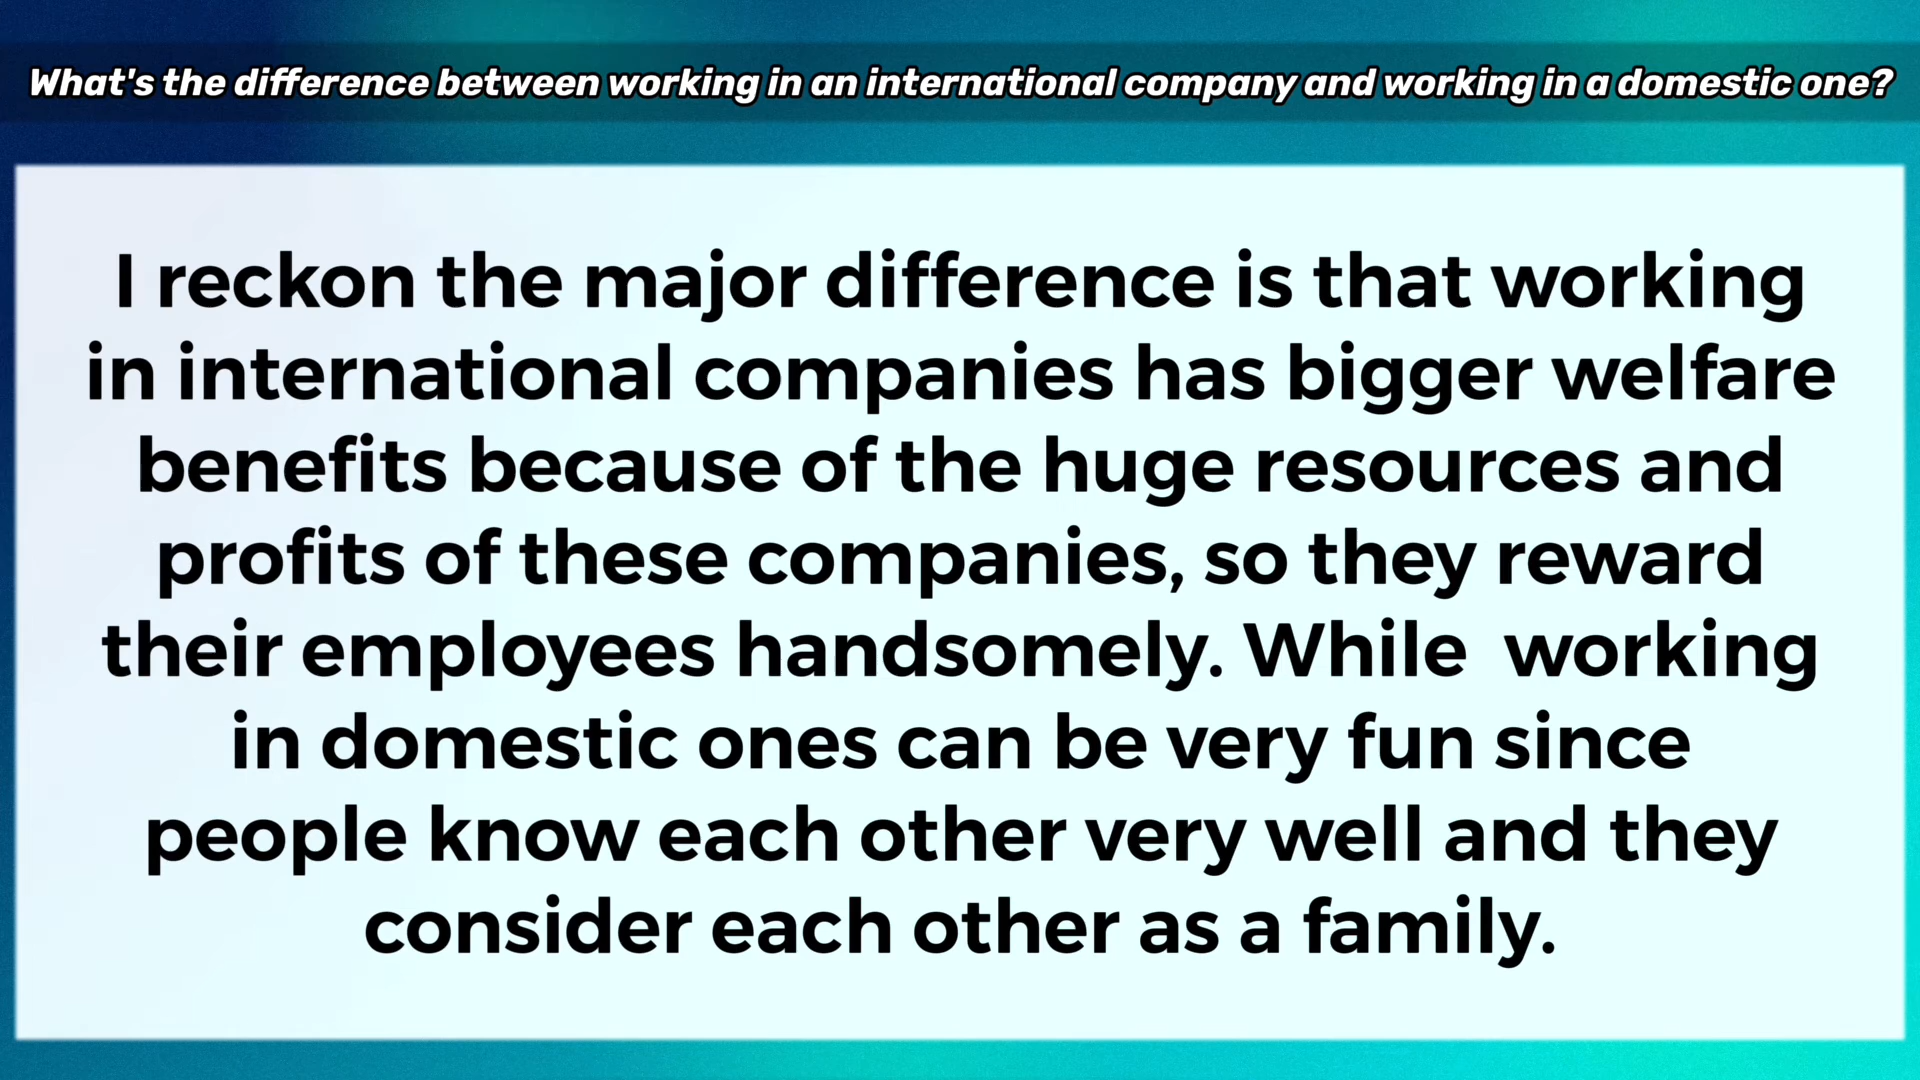 What's the difference between working in an international company and working in a domestic one?
I reckon the major difference is that working
in international companies has bigger welfare
benefits because of the huge resources and
profits of these companies, so they reward
their employees handsomely. While  working
in domestic ones can be very fun since
people know each other very well and they
consider each other as a family.